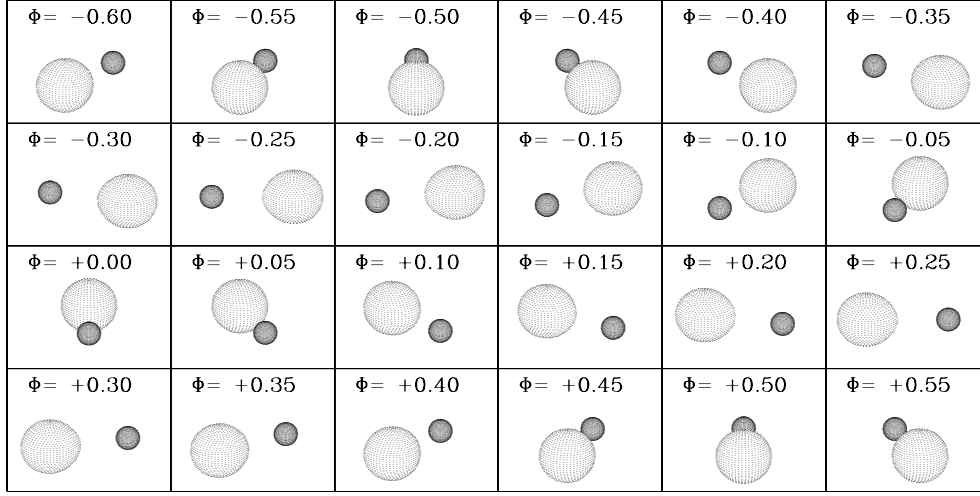 Φ= −0.60 Φ= −0.55 Φ= −0.50 Φ= −0.45 Φ= −0.40 Φ= −0.35
Φ= −0.30 Φ= −0.25 Φ= −0.20 Φ= −0.15 Φ= −0.10 Φ= −0.05
Φ= +0.00 Φ= +0.05 Φ= +0.10 Φ= +0.15 Φ= +0.20 Φ= +0.25
Φ= +0.30 Φ= +0.35 Φ= +0.40 Φ= +0.45 Φ= +0.50 Φ= +0.55